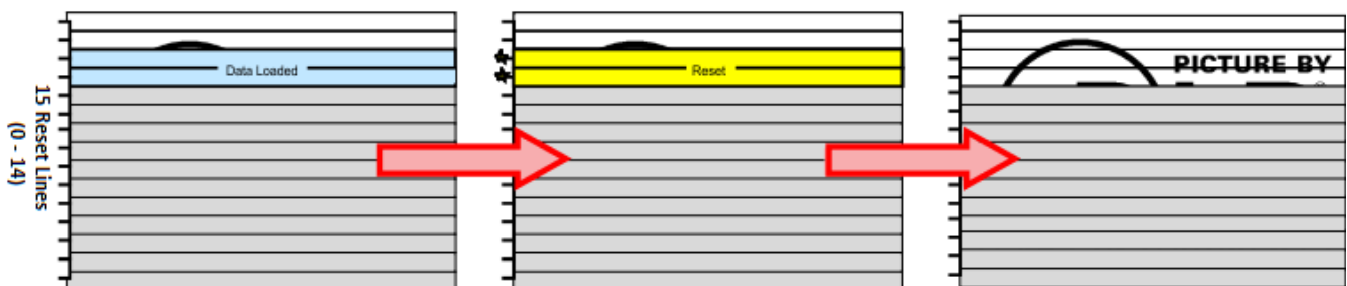 15 Reset Lines
(0 - 14)
Data Loaded
Reset
PICTURE BY